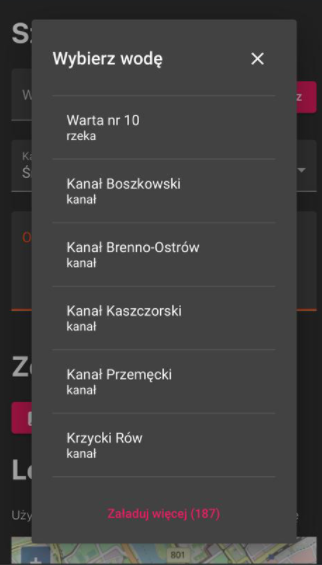 Wybierz wodę
Warta nr 10
rzeka
Kanał Boszkowski
kanał
Kanał Brenno-Ostrów
kanał
Kanał Kaszczorski
kanał
Kanał Przemęcki
kanał
Krzycki Rów
kanał
Załaduj więcej (187)
801